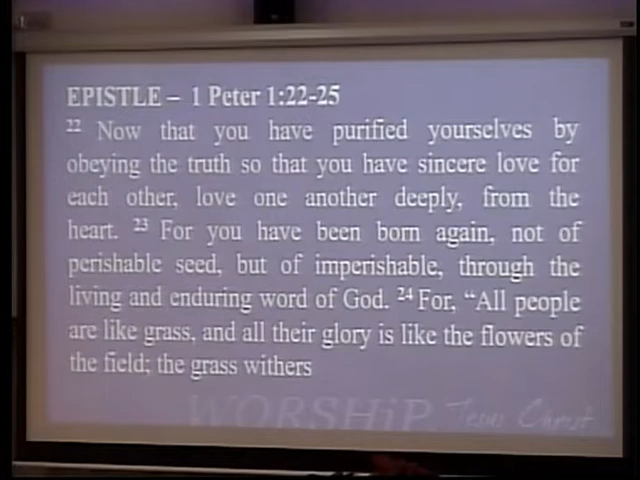 EPISTLE – 1 Peter 1:22-25
22 Now that you have purified yourselves by
obeying the truth so that you have sincere love for
each other, love one another deeply, from the
heart. 23 For you have been born again, not of
perishable seed, but of imperishable, through the
living and enduring word of God. 24 For, “All people
are like grass, and all their glory is like the flowers of
the field; the grass withers
WORSHiP Jesus Christ